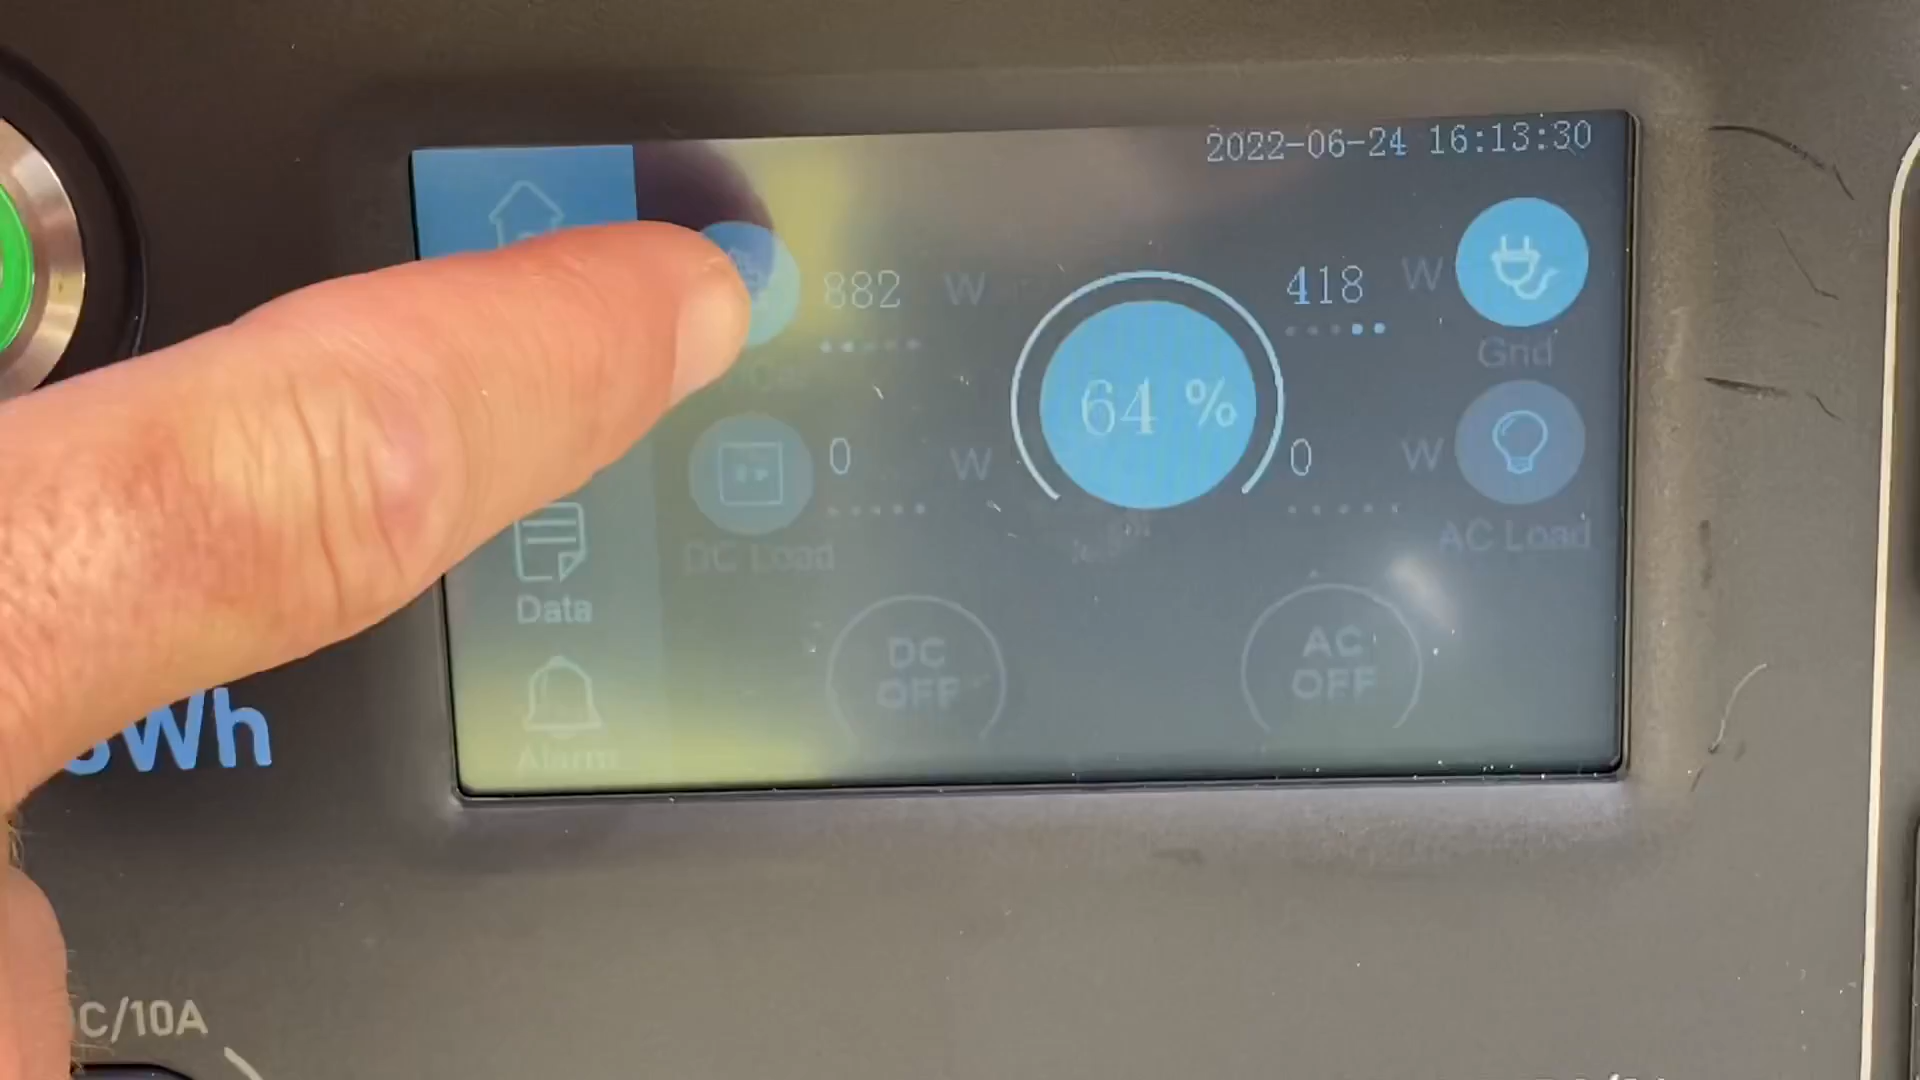 2022-06-24 16:13:30
882 W
418 W
Grid
64 %
0 W
0 W
DC Load
AC Load
Data
DC OFF
AC OFF
Alarm
Wh
C/10A